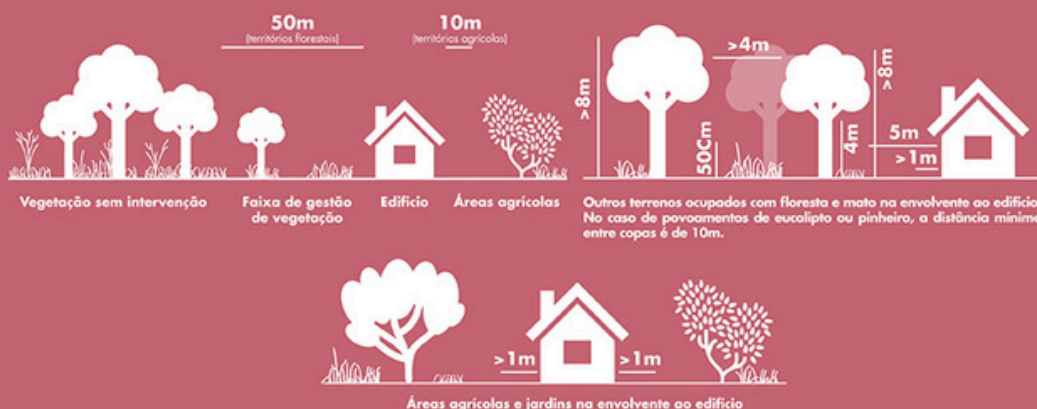 50m
(territórios florestais)
10m
(territórios agrícolas)
Vegetação sem intervenção
Faixa de gestão
de vegetação
Edifício
Áreas agrícolas
>8m
>4m
50Cm
4m
>8m
5m
>1m
Outros terrenos ocupados com floresta e mato na envolvente ao edifício
No caso de povoamentos de eucalipto ou pinheiro, a distância mínima
entre copas é de 10m.
>1m
>1m
Áreas agrícolas e jardins na envolvente ao edifício